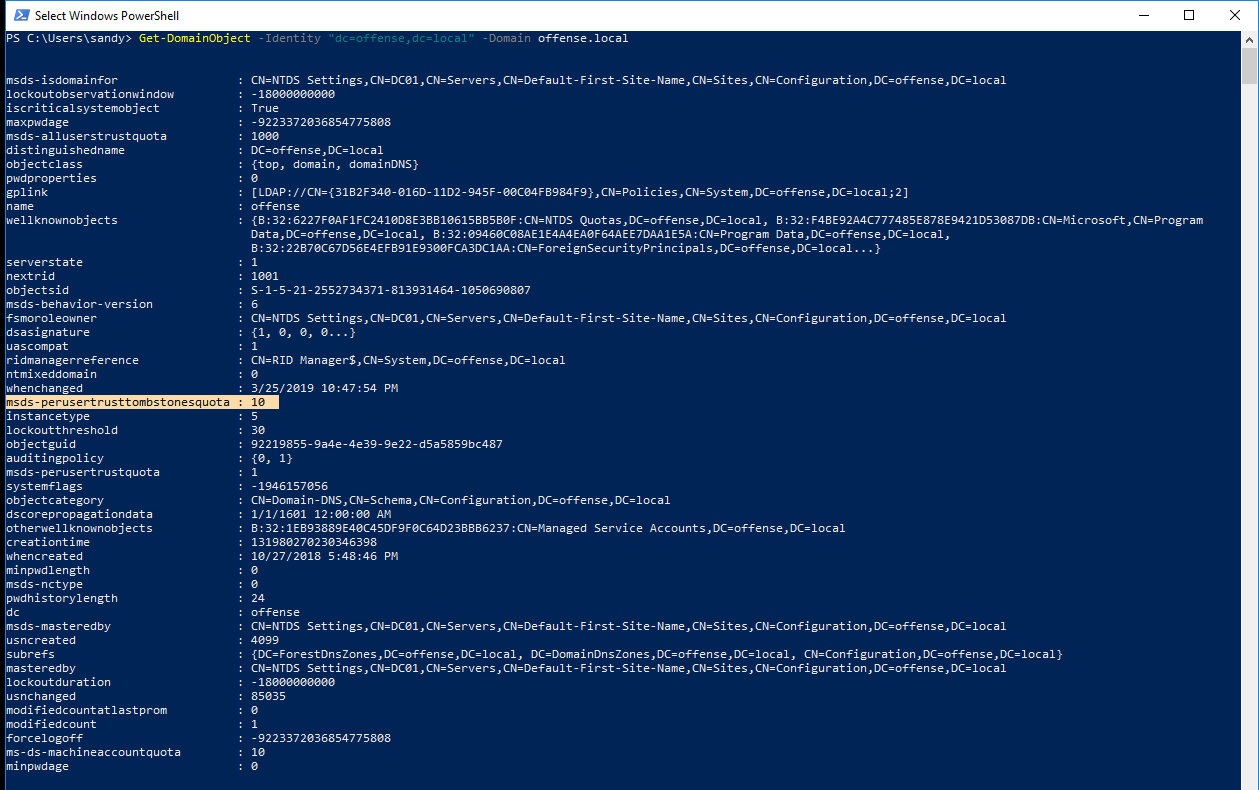 Select Windows PowerShell
PS C:\Users\sandy> Get-DomainObject -Identity "dc=offense,dc=local" -Domain offense.local
msds-isdomainfor : CN=NTDS Settings,CN=DC01,CN=Servers,CN=Default-First-Site-Name,CN=Sites,CN=Configuration,DC=offense,DC=local
lockoutobservationwindow : -18000000000
iscriticalsystemobject : True
maxpwdage : -9223372036854775808
msds-alluserstrustquota : 1000
distinguishedname : DC=offense,DC=local
objectclass : {top, domain, domainDNS}
pwdproperties : 0
gplink : [LDAP://CN={31B2F340-016D-11D2-945F-00C04FB984F9},CN=Policies,CN=System,DC=offense,DC=local;2]
name : offense
wellknownobjects : {B:32:6227F0AF1FC2410D8E3BB10615BB5B0F:CN=NTDS Quotas,DC=offense,DC=local, B:32:F4BE92A4C777485E878E9421D53087DB:CN=Microsoft,CN=Program
Data,DC=offense,DC=local, B:32:09460C08AE1E4A4EA0F64AEE7DAA1E5A:CN=Program Data,DC=offense,DC=local,
B:32:22B70C67D56E4EFB91E9300FCA3DC1AA:CN=ForeignSecurityPrincipals,DC=offense,DC=local...}
serverstate : 1
nextrid : 1001
objectsid : S-1-5-21-2552734371-813931464-1050690807
msds-behavior-version : 6
fsmoroleowner : CN=NTDS Settings,CN=DC01,CN=Servers,CN=Default-First-Site-Name,CN=Sites,CN=Configuration,DC=offense,DC=local
dsasignature : {1, 0, 0, 0...}
uascompat : 1
ridmanagerreference : CN=RID Manager$,CN=System,DC=offense,DC=local
ntmixeddomain : 0
whenchanged : 3/25/2019 10:47:54 PM
msds-perusertrusttombstonesquota : 10
instancetype : 5
lockoutthreshold : 30
objectguid : 92219855-9a4e-4e39-9e22-d5a5859bc487
auditingpolicy : {0, 1}
msds-perusertrustquota : 1
systemflags : -1946157056
objectcategory : CN=Domain-DNS,CN=Schema,CN=Configuration,DC=offense,DC=local
dscorepropagationdata : 1/1/1601 12:00:00 AM
otherwellknownobjects : B:32:1EB93889E40C45DF9F0C64D23BBB6237:CN=Managed Service Accounts,DC=offense,DC=local
creationtime : 131980270230346398
whencreated : 10/27/2018 5:48:46 PM
minpwdlength : 0
msds-nctype : 0
pwdhistorylength : 24
dc : offense
msds-masteredby : CN=NTDS Settings,CN=DC01,CN=Servers,CN=Default-First-Site-Name,CN=Sites,CN=Configuration,DC=offense,DC=local
usncreated : 4099
subrefs : {DC=ForestDnsZones,DC=offense,DC=local, DC=DomainDnsZones,DC=offense,DC=local, CN=Configuration,DC=offense,DC=local}
masteredby : CN=NTDS Settings,CN=DC01,CN=Servers,CN=Default-First-Site-Name,CN=Sites,CN=Configuration,DC=offense,DC=local
lockoutduration : -18000000000
usnchanged : 85035
modifiedcountatlastprom : 0
modifiedcount : 1
forcelogoff : -9223372036854775808
ms-ds-machineaccountquota : 10
minpwdage : 0